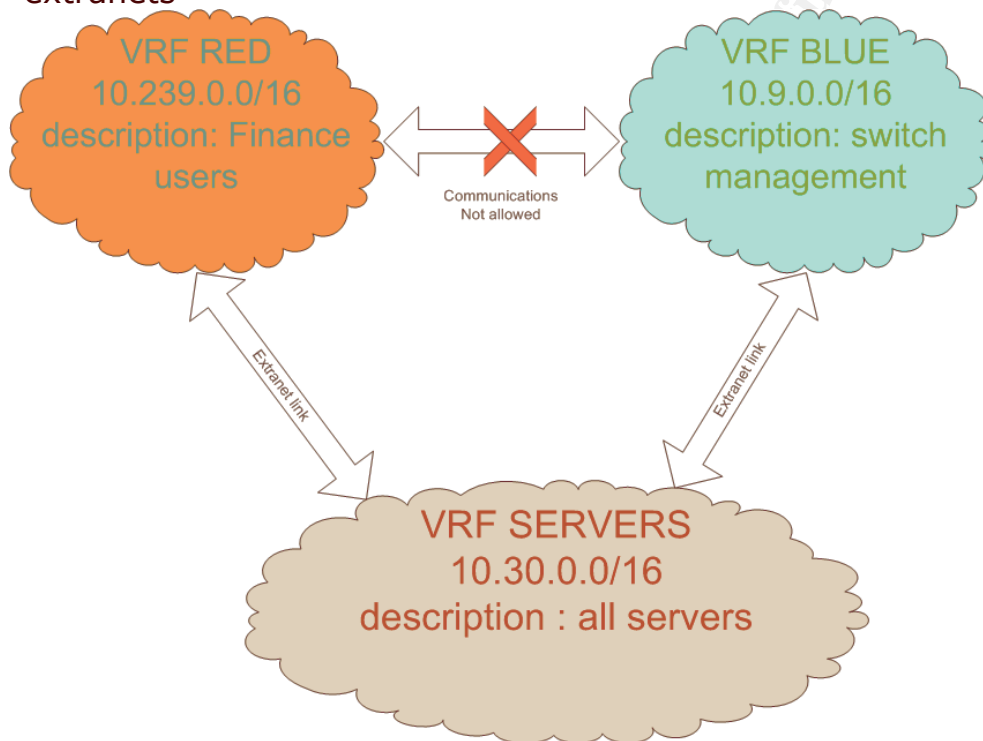 extranets
VRF RED
10.239.0.0/16
description: Finance
users
VRF BLUE
10.9.0.0/16
description: switch
management
Communications
Not allowed
Extranet link
Extranet link
VRF SERVERS
10.30.0.0/16
description : all servers